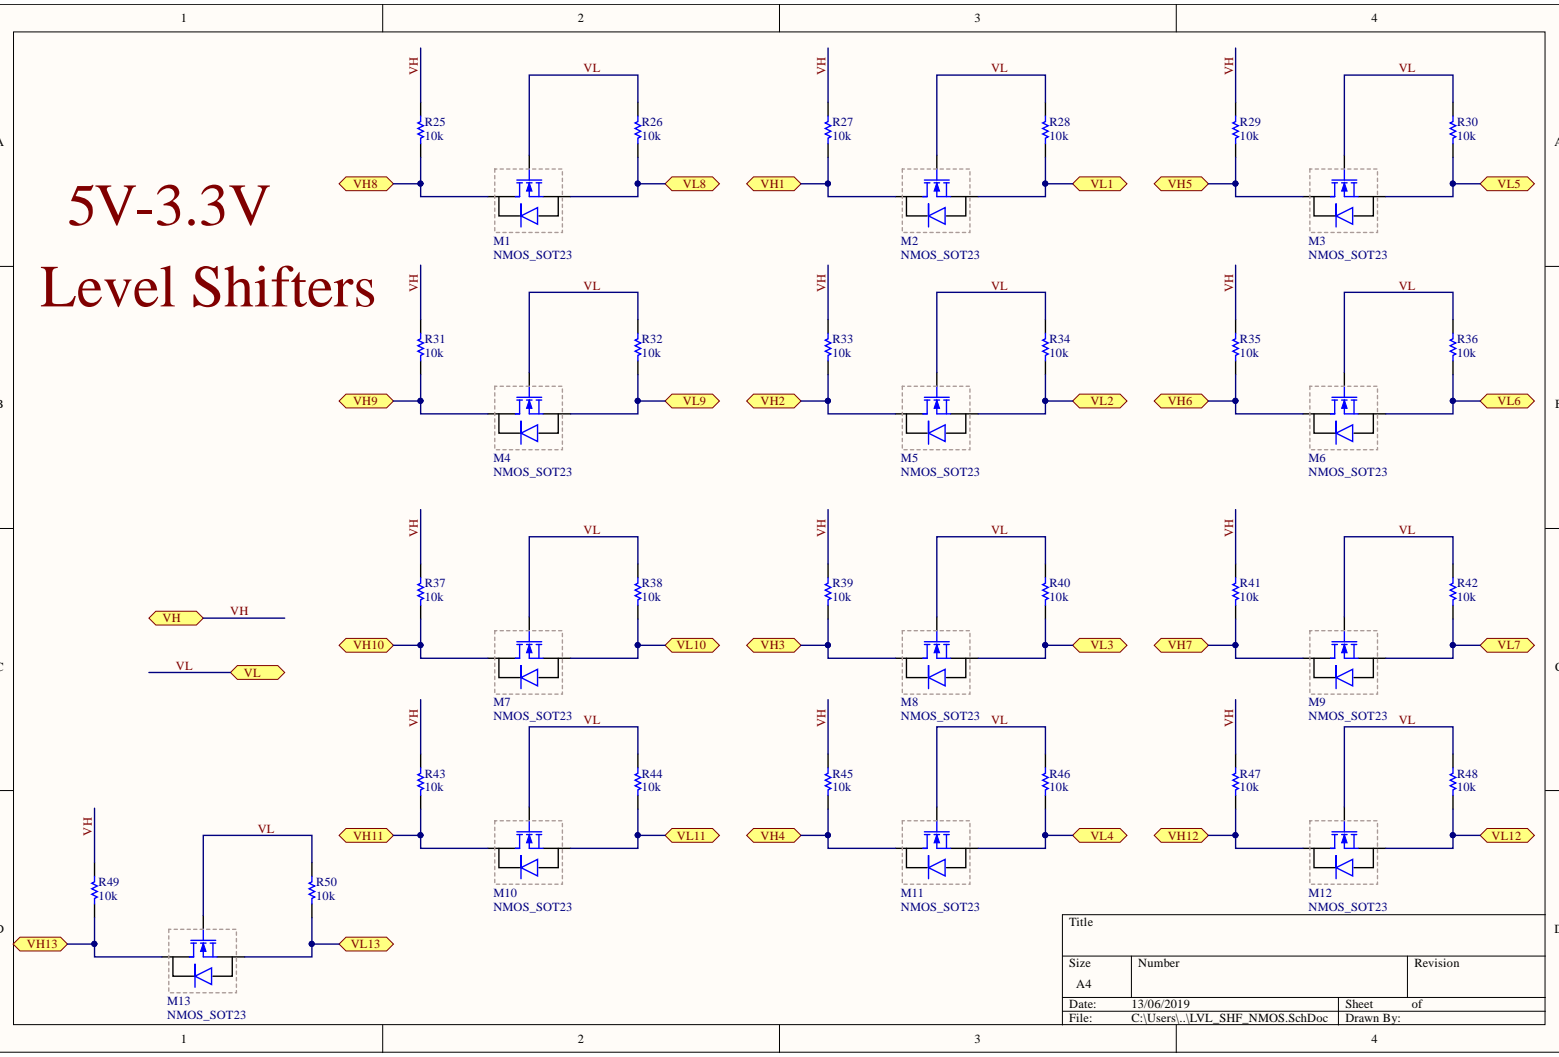 1 2 3 4
5V-3.3V
Level Shifters
VH VL
R25 10k R26 10k
VH8 VL8
M1
NMOS_SOT23
VH VL
R27 10k R28 10k
VH1 VL1
M2
NMOS_SOT23
VH VL
R29 10k R30 10k
VH5 VL5
M3
NMOS_SOT23
VH VL
R31 10k R32 10k
VH9 VL9
M4
NMOS_SOT23
VH VL
R33 10k R34 10k
VH2 VL2
M5
NMOS_SOT23
VH VL
R35 10k R36 10k
VH6 VL6
M6
NMOS_SOT23
VH VH
VL VL
VH VL
R37 10k R38 10k
VH10 VL10
M7
NMOS_SOT23
VH VL
R39 10k R40 10k
VH3 VL3
M8
NMOS_SOT23
VH VL
R41 10k R42 10k
VH7 VL7
M9
NMOS_SOT23
VH VL
R43 10k R44 10k
VH11 VL11
M10
NMOS_SOT23
VH VL
R45 10k R46 10k
VH4 VL4
M11
NMOS_SOT23
VH VL
R47 10k R48 10k
VH12 VL12
M12
NMOS_SOT23
VH VL
R49 10k R50 10k
VH13 VL13
M13
NMOS_SOT23
Title
Size Number Revision
A4
Date: 13/06/2019 Sheet of
File: C:\Users\..\LVL_SHF_NMOS.SchDoc Drawn By:
1 2 3 4